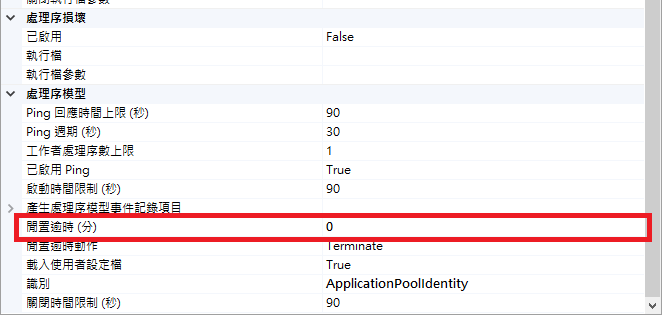 關閉執行檔參數
處理序損壞
已啟用 False
執行檔
執行檔參數
處理序模型
Ping 回應時間上限 (秒) 90
Ping 週期 (秒) 30
工作者處理序數上限 1
已啟用 Ping True
啟動時間限制 (秒) 90
產生處理序模型事件記錄項目
閒置逾時 (分) 0
閒置逾時動作 Terminate
載入使用者設定檔 True
識別 ApplicationPoolIdentity
關閉時間限制 (秒) 90